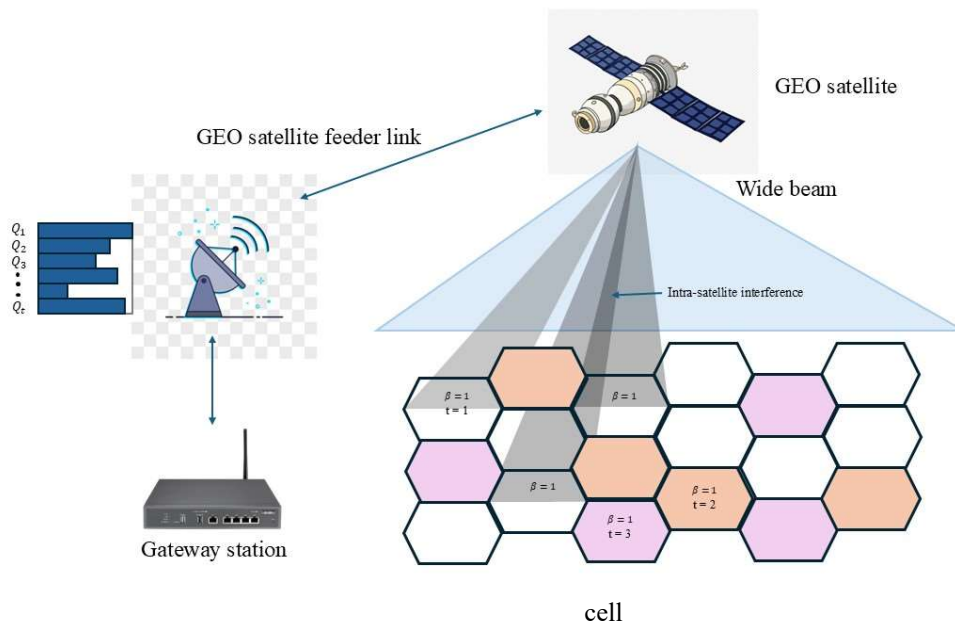 GEO satellite
GEO satellite feeder link
Wide beam
Q₁
Q₂
Q₃
Qₜ
Intra-satellite interference
β = 1
t = 1
β = 1
β = 1
β = 1
t = 2
β = 1
t = 3
Gateway station
cell